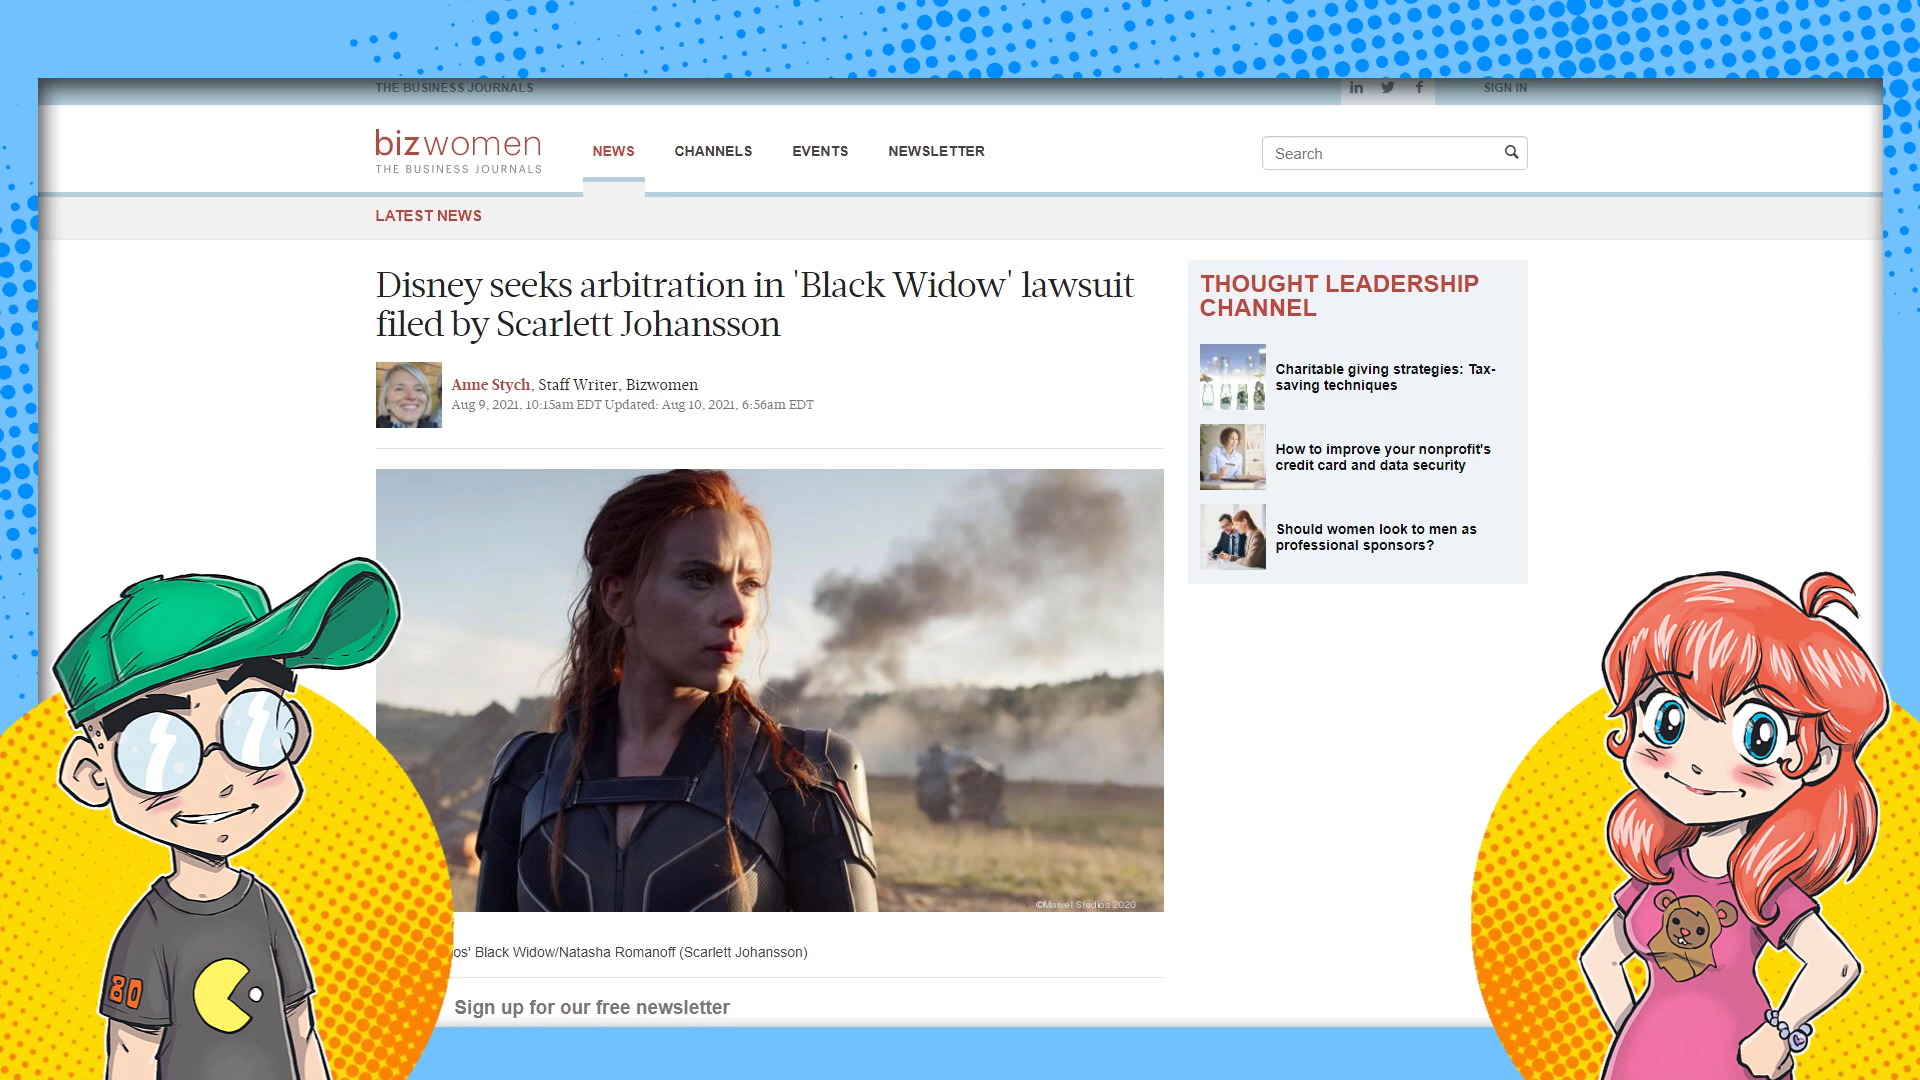 THE BUSINESS JOURNALS
SIGN IN
bizwomen
THE BUSINESS JOURNALS
NEWS
CHANNELS
EVENTS
NEWSLETTER
Search
LATEST NEWS
Disney seeks arbitration in 'Black Widow' lawsuit
filed by Scarlett Johansson
Anne Stych, Staff Writer, Bizwomen
Aug 9, 2021, 10:15am EDT Updated: Aug 10, 2021, 6:56am EDT
©Marvel Studios 2020
os' Black Widow/Natasha Romanoff (Scarlett Johansson)
Sign up for our free newsletter
THOUGHT LEADERSHIP
CHANNEL
Charitable giving strategies: Tax-
saving techniques
How to improve your nonprofit's
credit card and data security
Should women look to men as
professional sponsors?
80